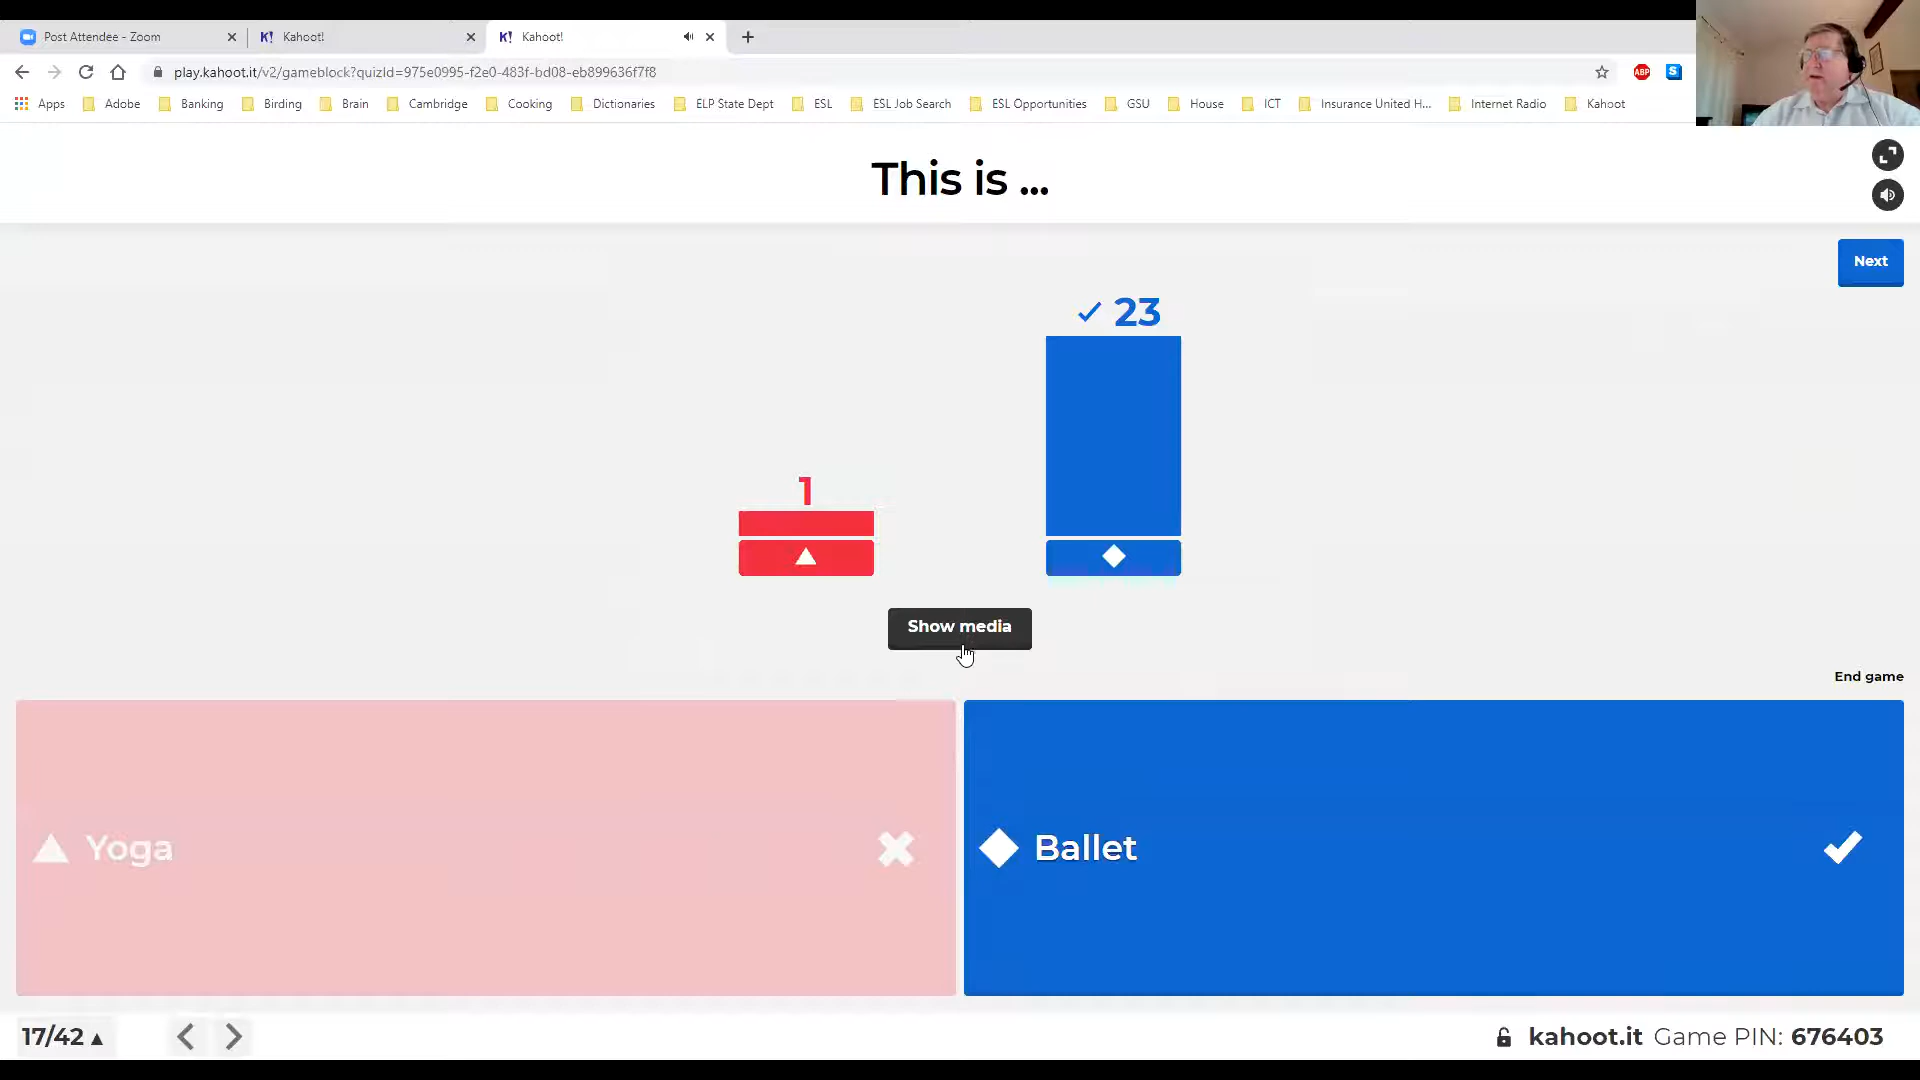 Post Attendee - Zoom
K! Kahoot!
K! Kahoot!
play.kahoot.it/v2/gameblock?quizId=975e0995-f2e0-483f-bd08-eb899636f7f8
ABP
S
Apps Adobe Banking Birding Brain Cambridge Cooking Dictionaries ELP State Dept ESL ESL Job Search ESL Opportunities GSU House ICT Insurance United H... Internet Radio Kahoot
This is ...
Next
23
1
Show media
End game
Yoga
Ballet
17/42
kahoot.it Game PIN: 676403